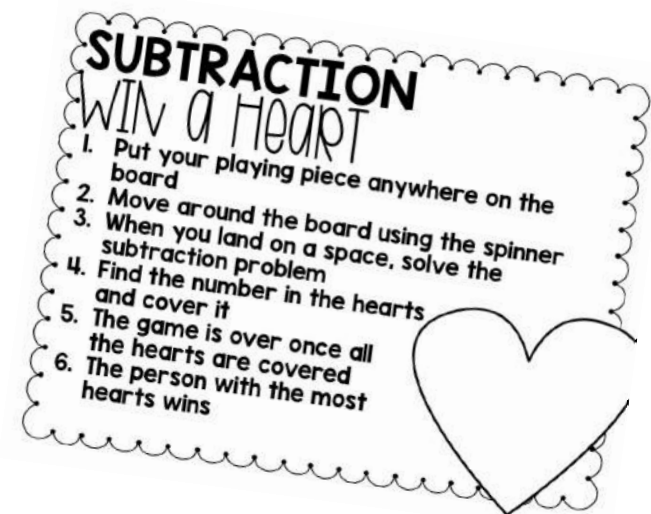 SUBTRACTION
WIN a HeaRT
1. Put your playing piece anywhere on the
board
2. Move around the board using the spinner
3. When you land on a space, solve the
subtraction problem
4. Find the number in the hearts
and cover it
5. The game is over once all
the hearts are covered
6. The person with the most
hearts wins